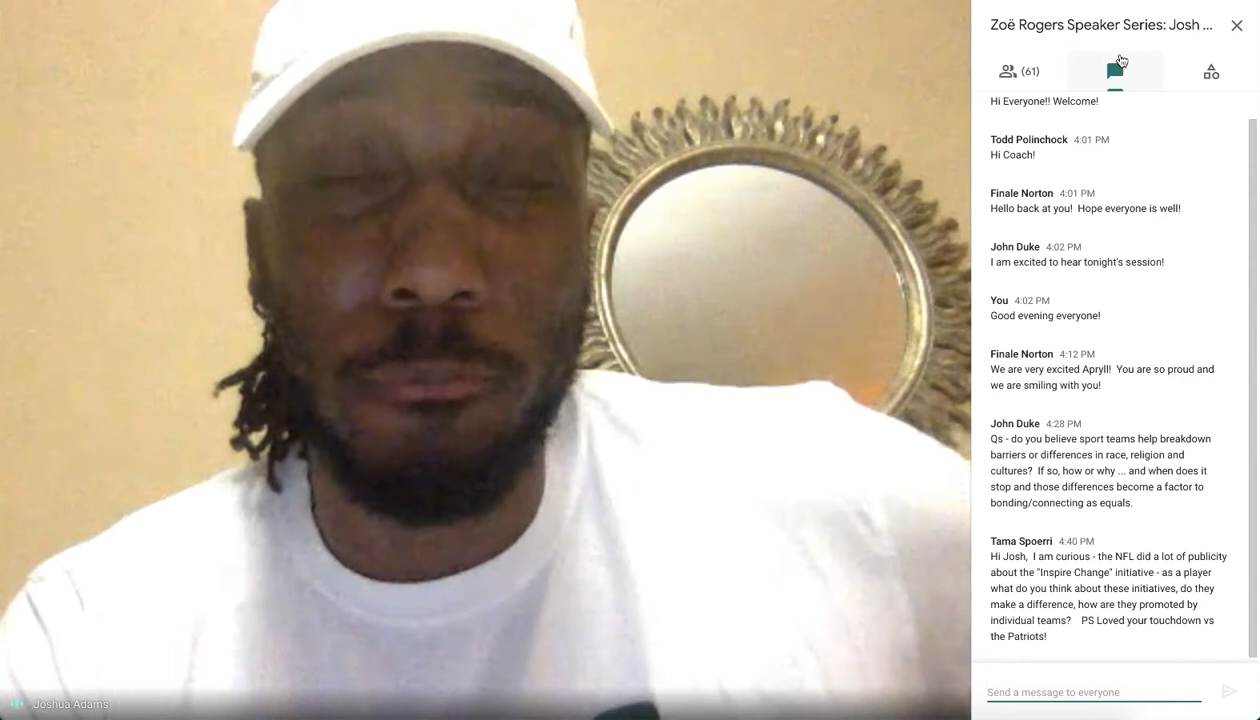 Zoë Rogers Speaker Series: Josh ...
(61)
Hi Everyone!! Welcome!
Todd Polinchock 4:01 PM
Hi Coach!
Finale Norton 4:01 PM
Hello back at you!  Hope everyone is well!
John Duke 4:02 PM
I am excited to hear tonight's session!
You 4:02 PM
Good evening everyone!
Finale Norton 4:12 PM
We are very excited Apryll!  You are so proud and
we are smiling with you!
John Duke 4:28 PM
Qs - do you believe sport teams help breakdown
barriers or differences in race, religion and
cultures?  If so, how or why ... and when does it
stop and those differences become a factor to
bonding/connecting as equals.
Tama Spoerri 4:40 PM
Hi Josh,  I am curious - the NFL did a lot of publicity
about the "Inspire Change" initiative - as a player
what do you think about these initiatives, do they
make a difference, how are they promoted by
individual teams?    PS Loved your touchdown vs
the Patriots!
Send a message to everyone
Joshua Adams